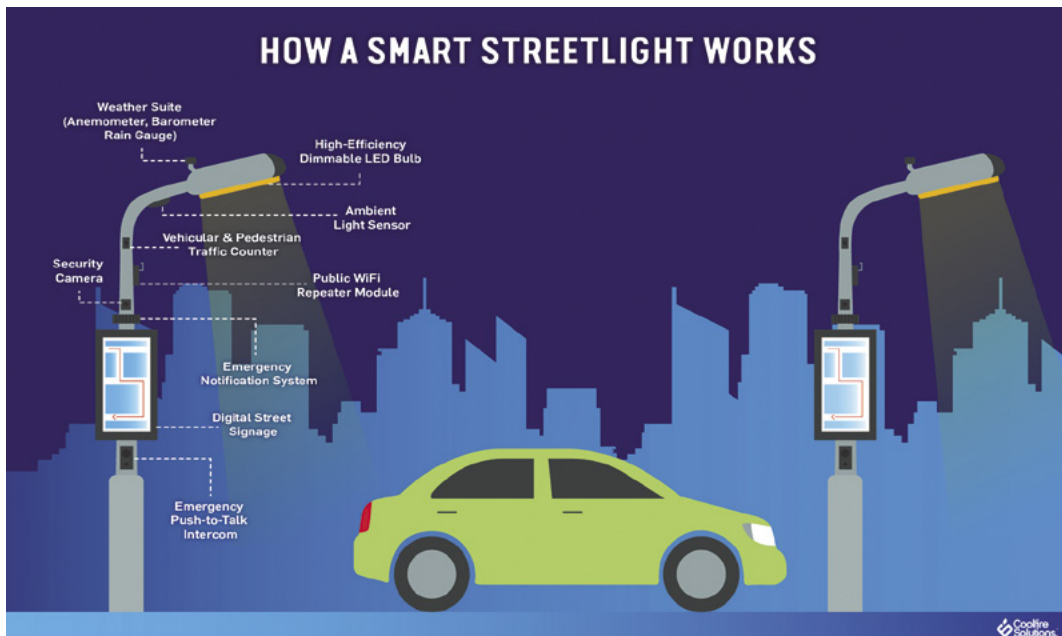 HOW A SMART STREETLIGHT WORKS
Weather Suite
(Anemometer, Barometer
Rain Gauge)
High-Efficiency
Dimmable LED Bulb
Ambient
Light Sensor
Vehicular & Pedestrian
Traffic Counter
Security
Camera
Public WiFi
Repeater Module
Emergency
Notification System
Digital Street
Signage
Emergency
Push-to-Talk
Intercom
Coolfire
Solutions